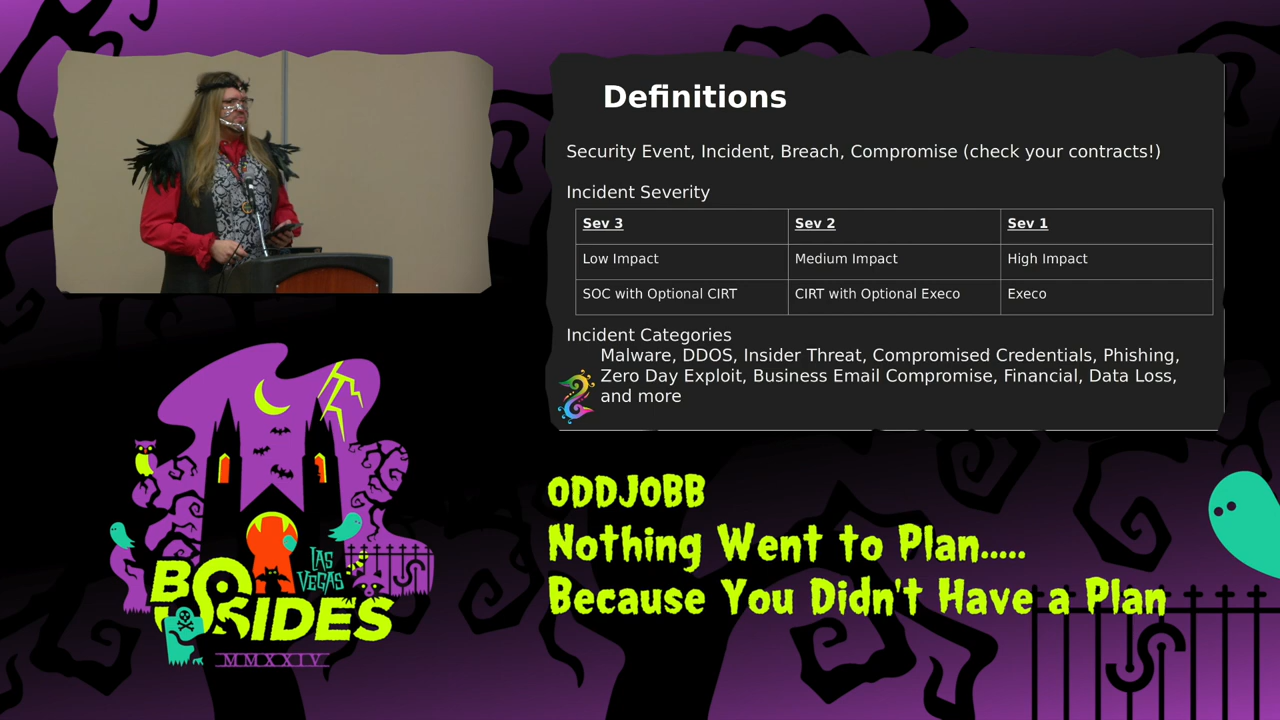 Definitions
Security Event, Incident, Breach, Compromise (check your contracts!)
Incident Severity
Sev 3 Sev 2 Sev 1
Low Impact Medium Impact High Impact
SOC with Optional CIRT CIRT with Optional Execo Execo
Incident Categories
Malware, DDOS, Insider Threat, Compromised Credentials, Phishing,
Zero Day Exploit, Business Email Compromise, Financial, Data Loss,
and more
ODDJOBB
Nothing Went to Plan.....
Because You Didn't Have a Plan
LAS
VEGAS
BSIDES
MMXXIV